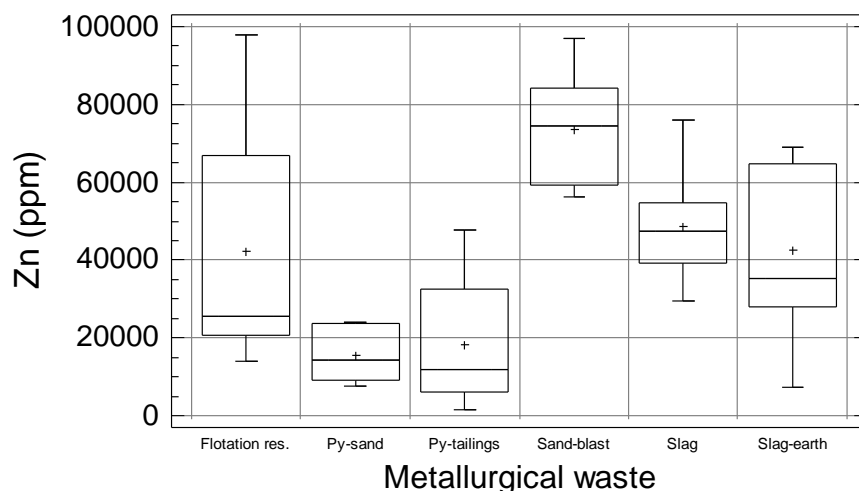 Zn (ppm)
100000
80000
60000
40000
20000
0
Flotation res. Py-sand Py-tailings Sand-blast Slag Slag-earth
Metallurgical waste